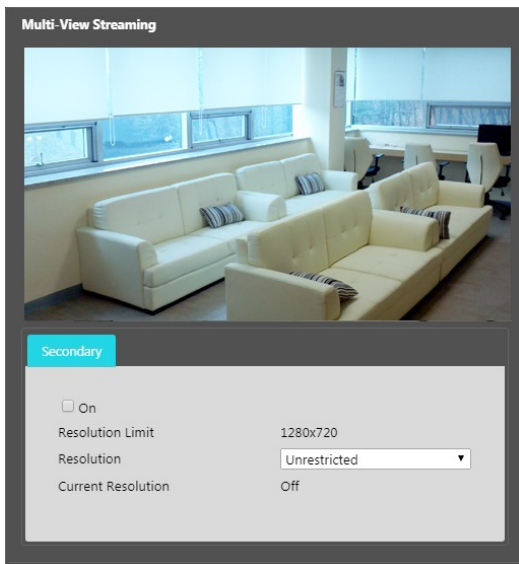 Multi-View Streaming
Secondary
On
Resolution Limit 1280x720
Resolution Unrestricted
Current Resolution Off